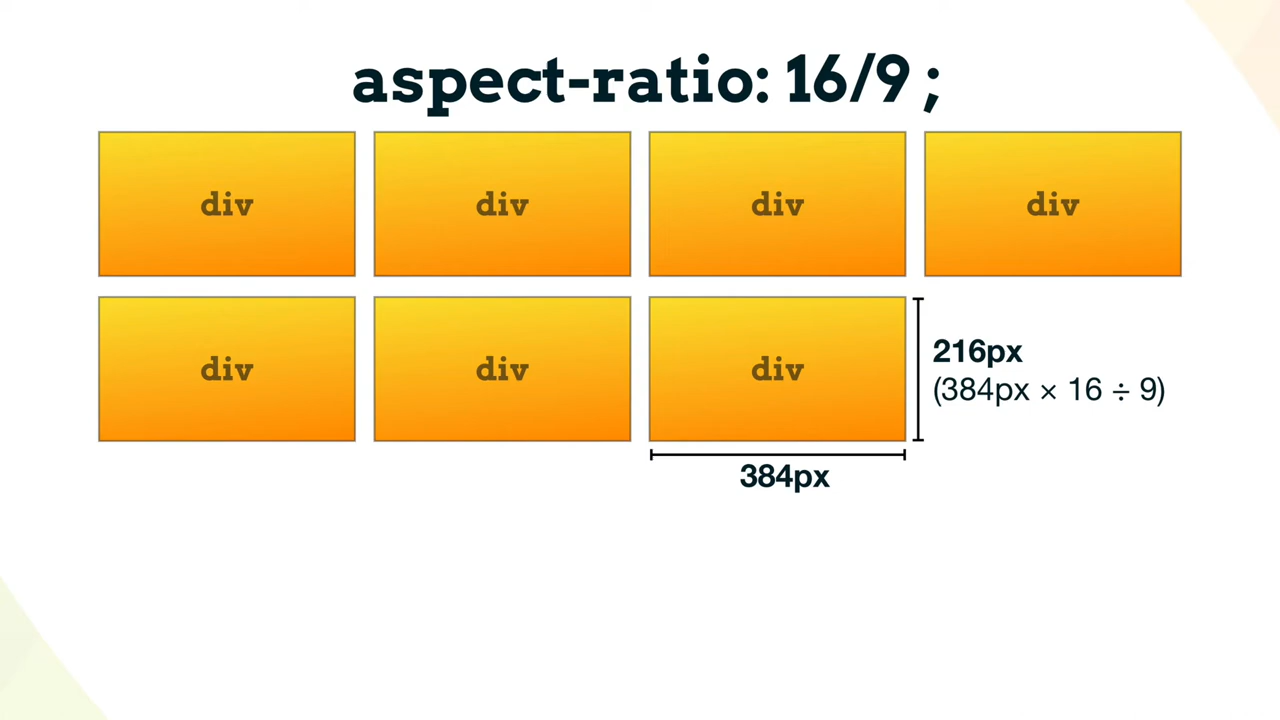 aspect-ratio: 16/9 ;
div div div div
div div div
216px
(384px × 16 ÷ 9)
384px